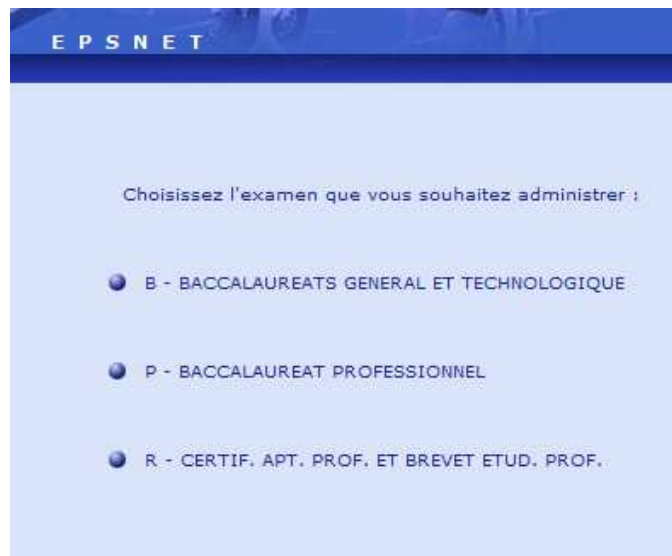 EPSNET
Choisissez l'examen que vous souhaitez administrer :
B - BACCALAUREATS GENERAL ET TECHNOLOGIQUE
P - BACCALAUREAT PROFESSIONNEL
R - CERTIF. APT. PROF. ET BREVET ETUD. PROF.